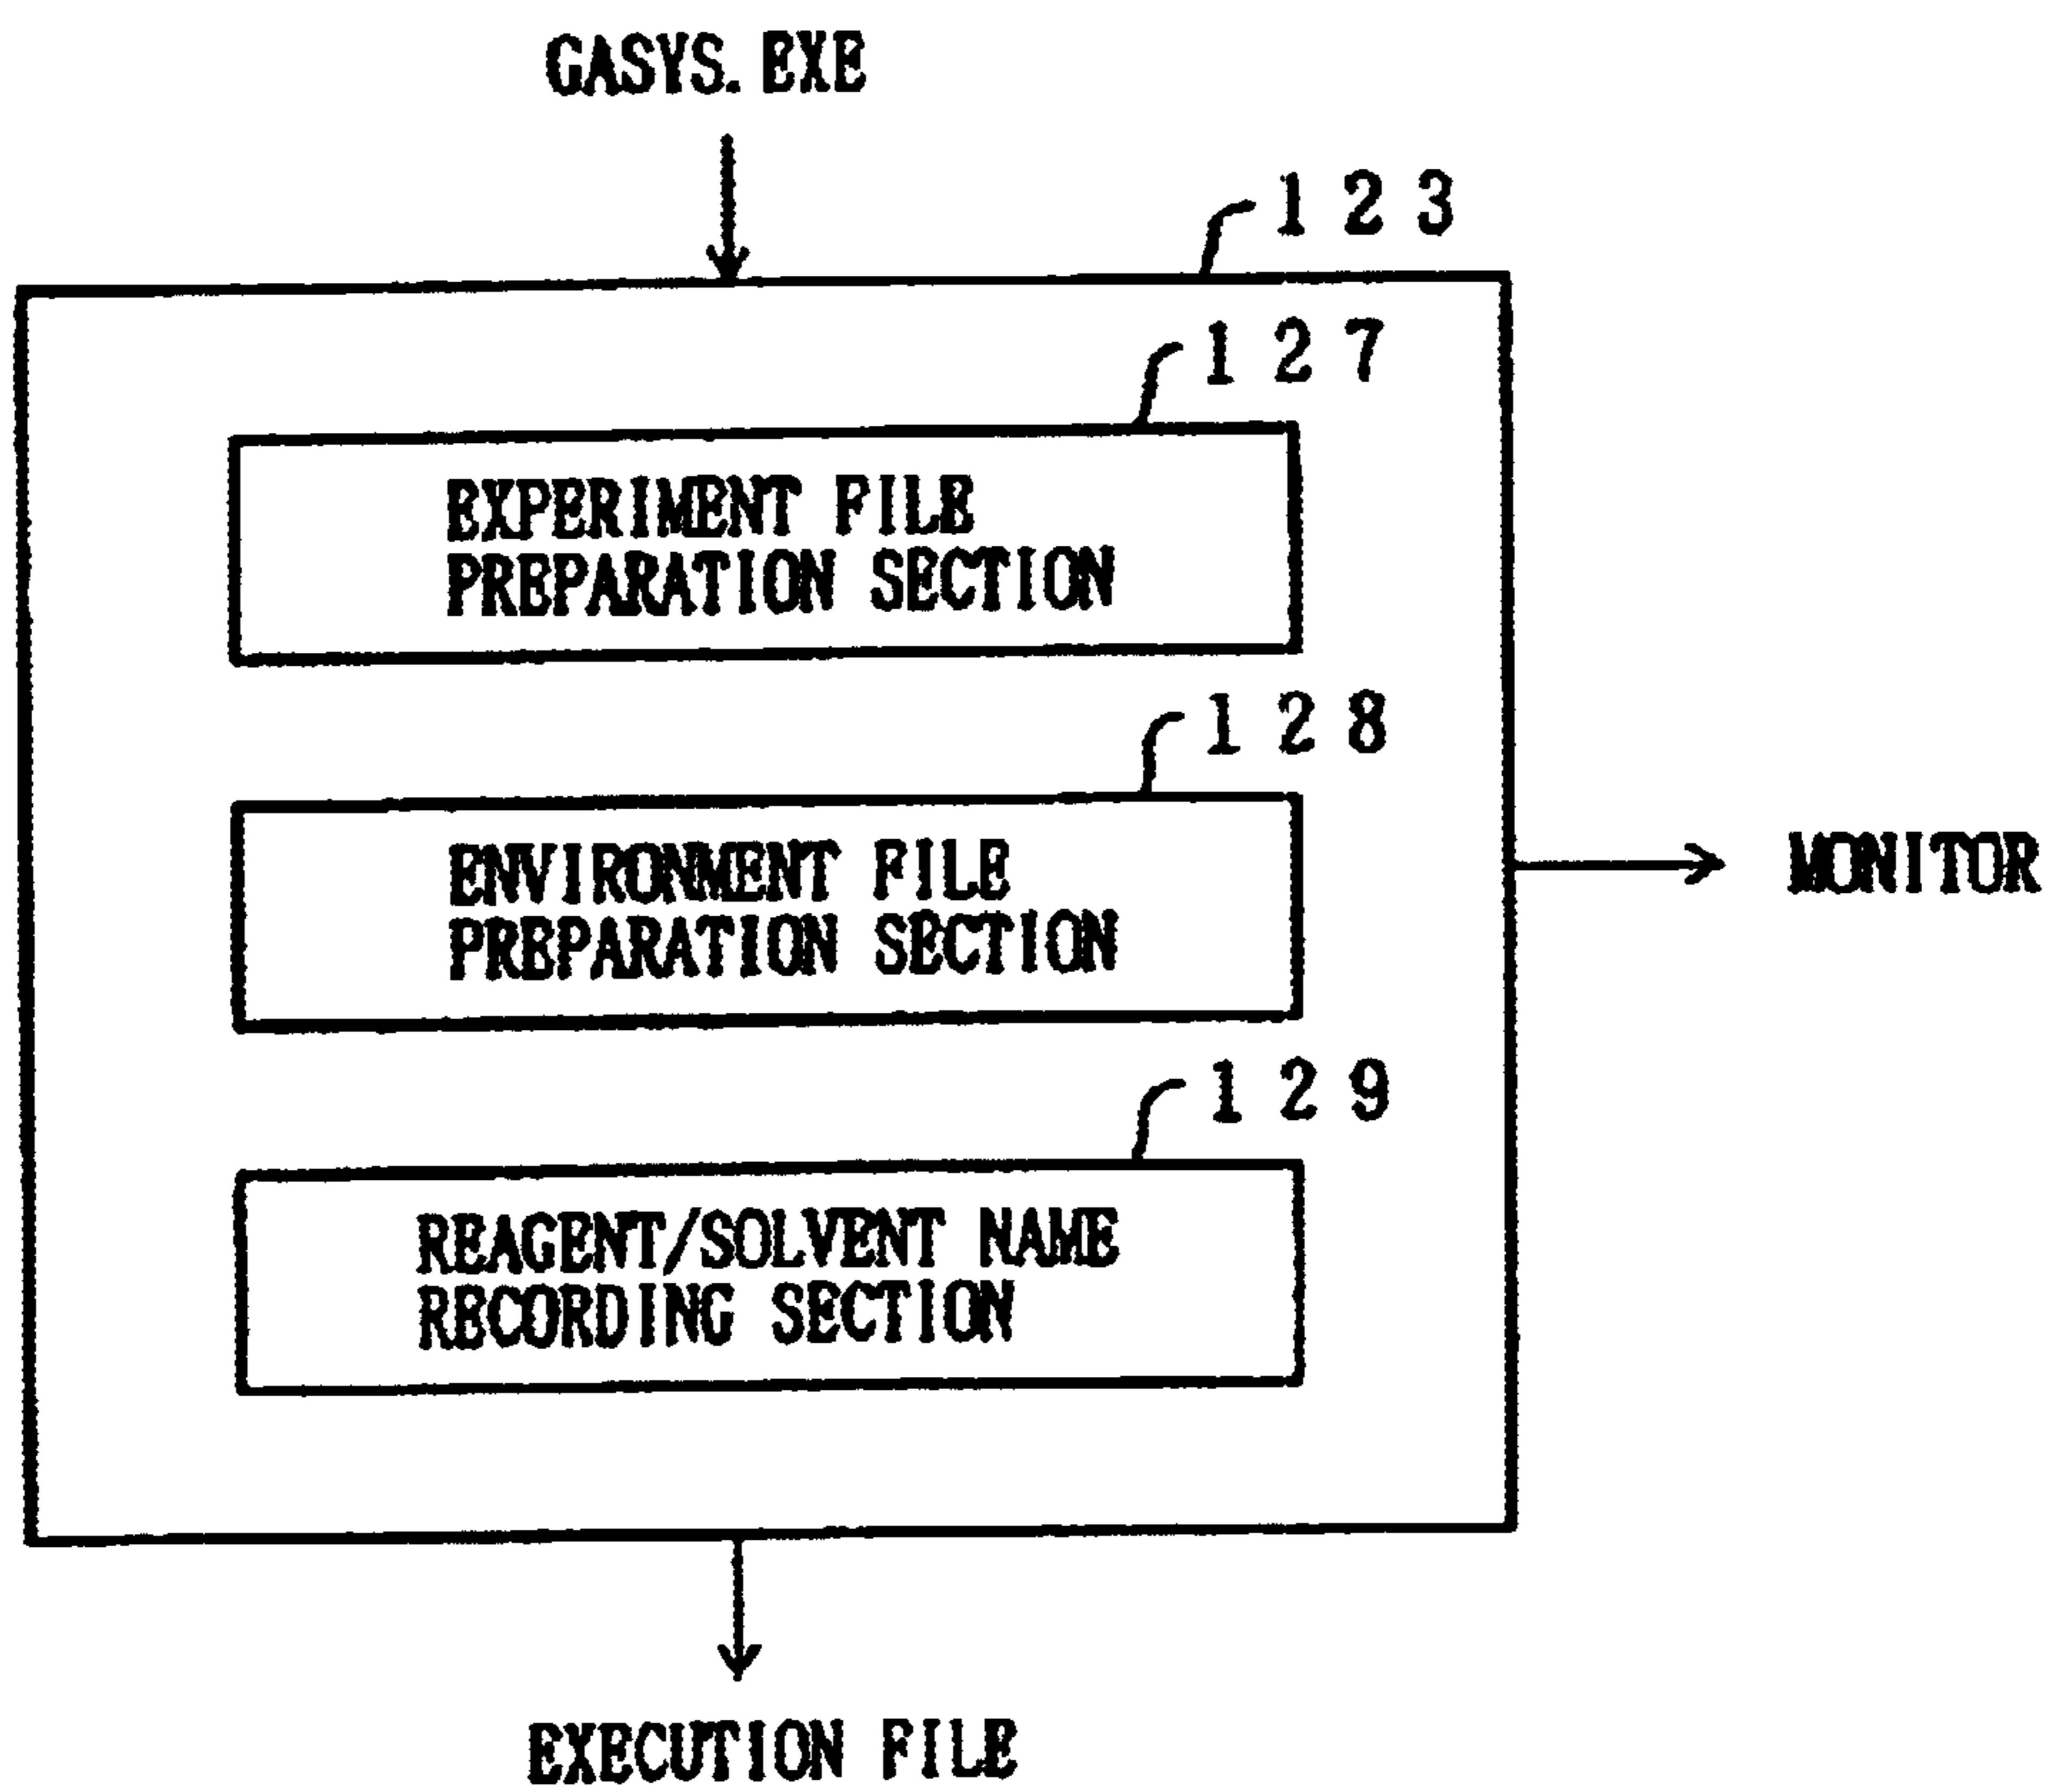 GASYS. EXE
123
127
EXPERIMENT FILE
PREPARATION SECTION
128
ENVIRONMENT FILE
PREPARATION SECTION
MONITOR
129
REAGENT/SOLVENT NAME
RECORDING SECTION
EXECUTION FILE